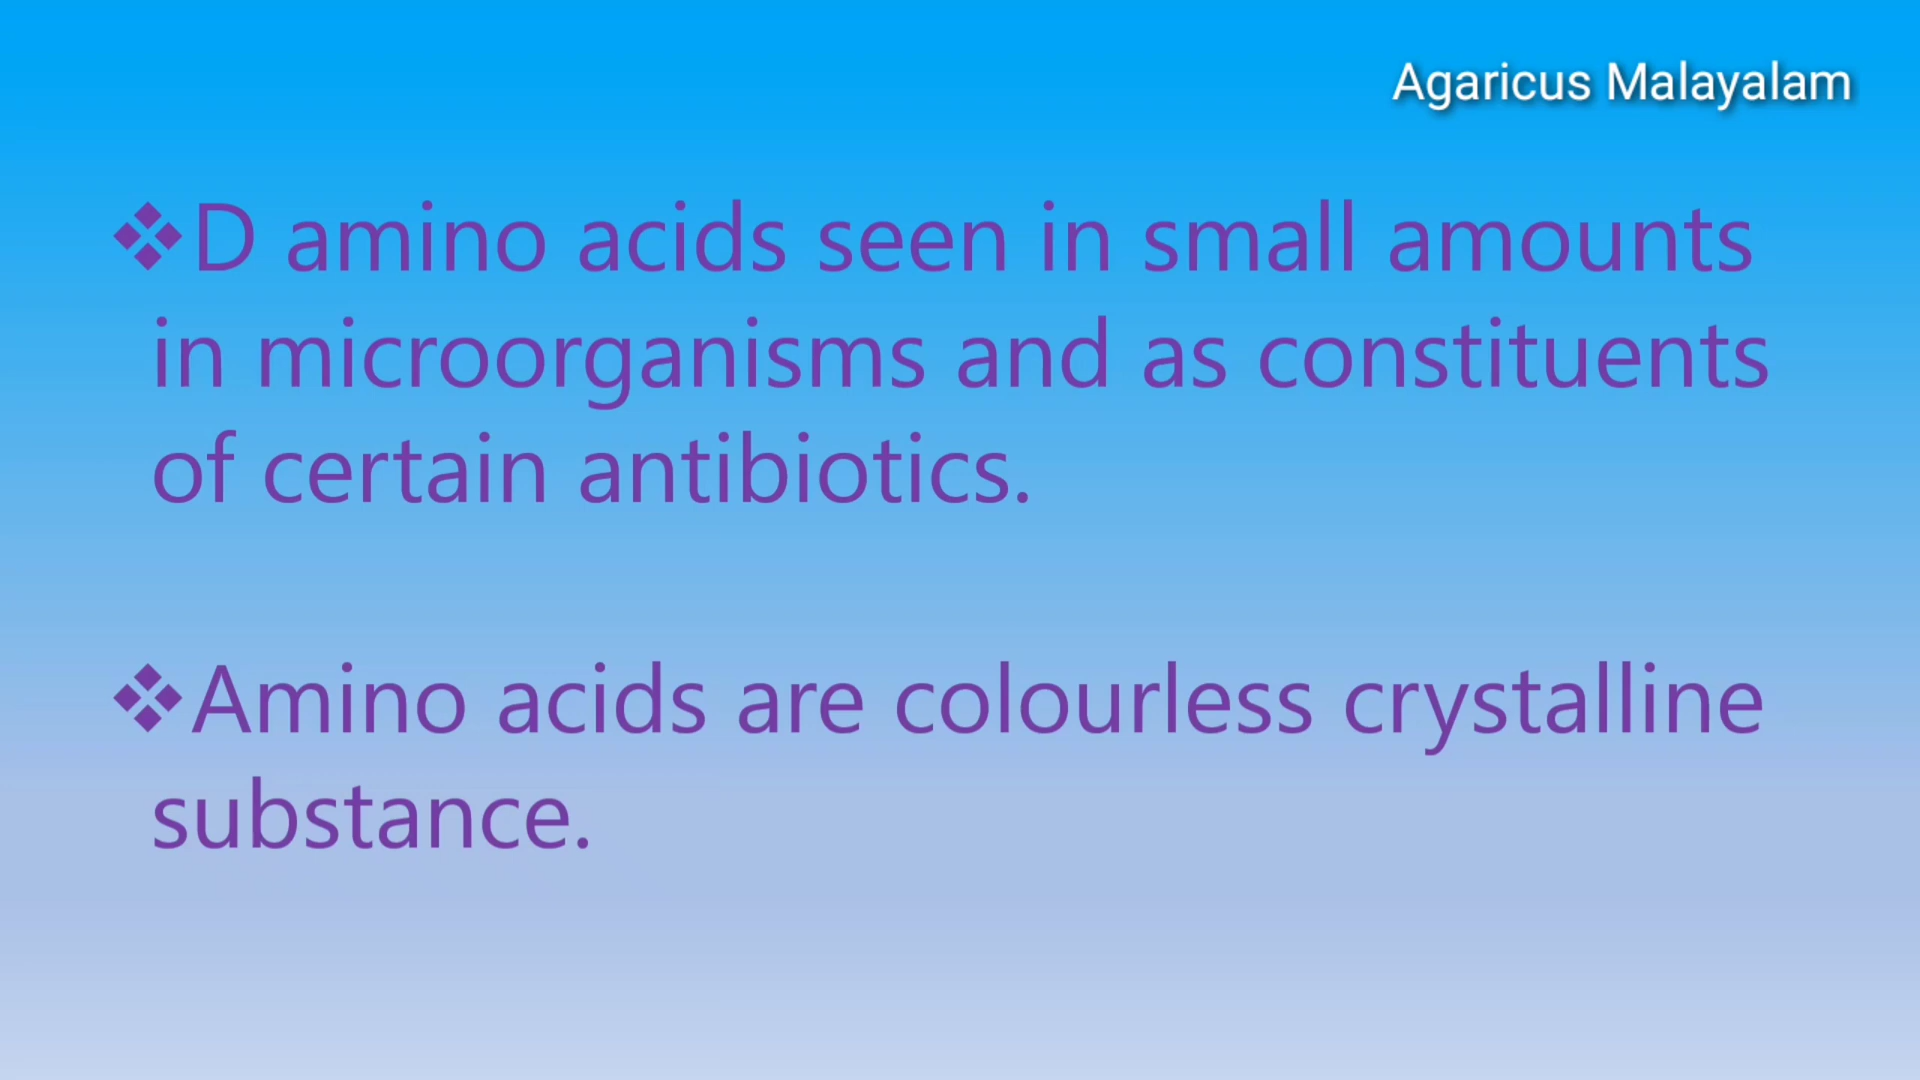 Agaricus Malayalam
❖D amino acids seen in small amounts
in microorganisms and as constituents
of certain antibiotics.
❖Amino acids are colourless crystalline
substance.